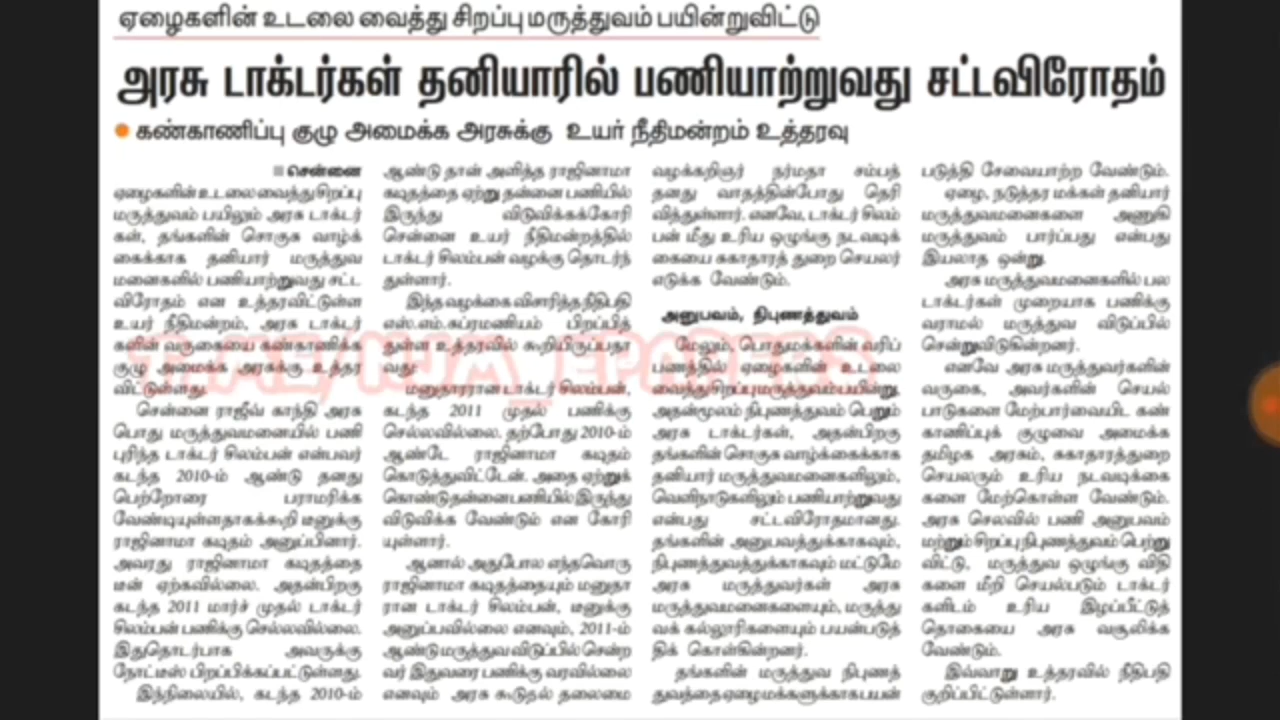 ஏழைகளின் உடலை வைத்து சிறப்பு மருத்துவம் பயின்றுவிட்டு
அரசு டாக்டர்கள் தனியாரில் பணியாற்றுவது சட்டவிரோதம்
கண்காணிப்பு குழு அமைக்க அரசுக்கு உயர் நீதிமன்றம் உத்தரவு
சென்னை
ஏழைகளின் உடலை வைத்து சிறப்பு
மருத்துவம் பயிலும் அரசு டாக்டர்
கள், தங்களின் சொகுசு வாழ்க்
கைக்காக தனியார் மருத்துவ
மனைகளில் பணியாற்றுவது சட்ட
விரோதம் என உத்தரவிட்டுள்ள
உயர் நீதிமன்றம், அரசு டாக்டர்
களின் வருகையை கண்காணிக்க
குழு அமைக்க அரசுக்கு உத்தர
விட்டுள்ளது.
சென்னை ராஜீவ் காந்தி அரசு
பொது மருத்துவமனையில் பணி
புரிந்த டாக்டர் சிலம்பன் என்பவர்
கடந்த 2010-ம் ஆண்டு தனது
பெற்றோரை பராமரிக்க
வேண்டியுள்ளதாகக்கூறி டீனுக்கு
ராஜினாமா கடிதம் அனுப்பினார்.
அவரது ராஜினாமா கடிதத்தை
டீன் ஏற்கவில்லை. அதன்பிறகு
கடந்த 2011 மார்ச் முதல் டாக்டர்
சிலம்பன் பணிக்கு செல்லவில்லை.
இதுதொடர்பாக அவருக்கு
நோட்டீஸ் பிறப்பிக்கப்பட்டுள்ளது.
இந்நிலையில், கடந்த 2010-ம்
ஆண்டு தான் அளித்த ராஜினாமா
கடிதத்தை ஏற்று தன்னை பணியில்
இருந்து விடுவிக்கக்கோரி
சென்னை உயர் நீதிமன்றத்தில்
டாக்டர் சிலம்பன் வழக்கு தொடர்ந்
துள்ளார்.
இந்த வழக்கை விசாரித்த நீதிபதி
எஸ்.எம்.சுப்ரமணியம் பிறப்பித்
துள்ள உத்தரவில் கூறியிருப்பதா
வது:
மனுதாரரான டாக்டர் சிலம்பன்,
கடந்த 2011 முதல் பணிக்கு
செல்லவில்லை. தற்போது 2010-ம்
ஆண்டே ராஜினாமா கடிதம்
கொடுத்துவிட்டேன். அதை ஏற்றுக்
கொண்டு தன்னை பணியில் இருந்து
விடுவிக்க வேண்டும் என கோரி
யுள்ளார்.
ஆனால் அதுபோல எந்தவொரு
ராஜினாமா கடிதத்தையும் மனுதா
ரான டாக்டர் சிலம்பன், டீனுக்கு
அனுப்பவில்லை எனவும், 2011-ம்
ஆண்டு மருத்துவ விடுப்பில் சென்ற
வர் இதுவரை பணிக்கு வரவில்லை
எனவும் அரசு கூடுதல் தலைமை
வழக்கறிஞர் நர்மதா சம்பத்
தனது வாதத்தின்போது தெரி
வித்துள்ளார். எனவே, டாக்டர் சிலம்
பன் மீது உரிய ஒழுங்கு நடவடிக்
கையை சுகாதாரத் துறை செயலர்
எடுக்க வேண்டும்.
அனுபவம், நிபுணத்துவம்
மேலும், பொதுமக்களின் வரிப்
பணத்தில் ஏழைகளின் உடலை
வைத்து சிறப்பு மருத்துவம் பயின்று,
அதன்மூலம் நிபுணத்துவம் பெறும்
அரசு டாக்டர்கள், அதன்பிறகு
தங்களின் சொகுசு வாழ்க்கைக்காக
தனியார் மருத்துவமனைகளிலும்,
வெளிநாடுகளிலும் பணியாற்றுவது
என்பது சட்டவிரோதமானது.
தங்களின் அனுபவத்துக்காகவும்,
நிபுணத்துவத்துக்காகவும் மட்டுமே
அரசு மருத்துவர்கள் அரசு
மருத்துவமனைகளையும், மருத்து
வக் கல்லூரிகளையும் பயன்படுத்
திக் கொள்கின்றனர்.
தங்களின் மருத்துவ நிபுணத்
துவத்தை ஏழை மக்களுக்காக பயன்
படுத்தி சேவையாற்ற வேண்டும்.
ஏழை, நடுத்தர மக்கள் தனியார்
மருத்துவமனைகளை அணுகி
மருத்துவம் பார்ப்பது என்பது
இயலாத ஒன்று.
அரசு மருத்துவமனைகளில் பல
டாக்டர்கள் முறையாக பணிக்கு
வராமல் மருத்துவ விடுப்பில்
சென்றுவிடுகின்றனர்.
எனவே அரசு மருத்துவர்களின்
வருகை, அவர்களின் செயல்
பாடுகளை மேற்பார்வையிட கண்
காணிப்புக் குழுவை அமைக்க
தமிழக அரசும், சுகாதாரத்துறை
செயலரும் உரிய நடவடிக்கை
களை மேற்கொள்ள வேண்டும்.
அரசு செலவில் பணி அனுபவம்
மற்றும் சிறப்பு நிபுணத்துவம் பெற்று
விட்டு, மருத்துவ ஒழுங்கு விதி
களை மீறி செயல்படும் டாக்டர்
களிடம் உரிய இழப்பீட்டுத்
தொகையை அரசு வசூலிக்க
வேண்டும்.
இவ்வாறு உத்தரவில் நீதிபதி
குறிப்பிட்டுள்ளார்.